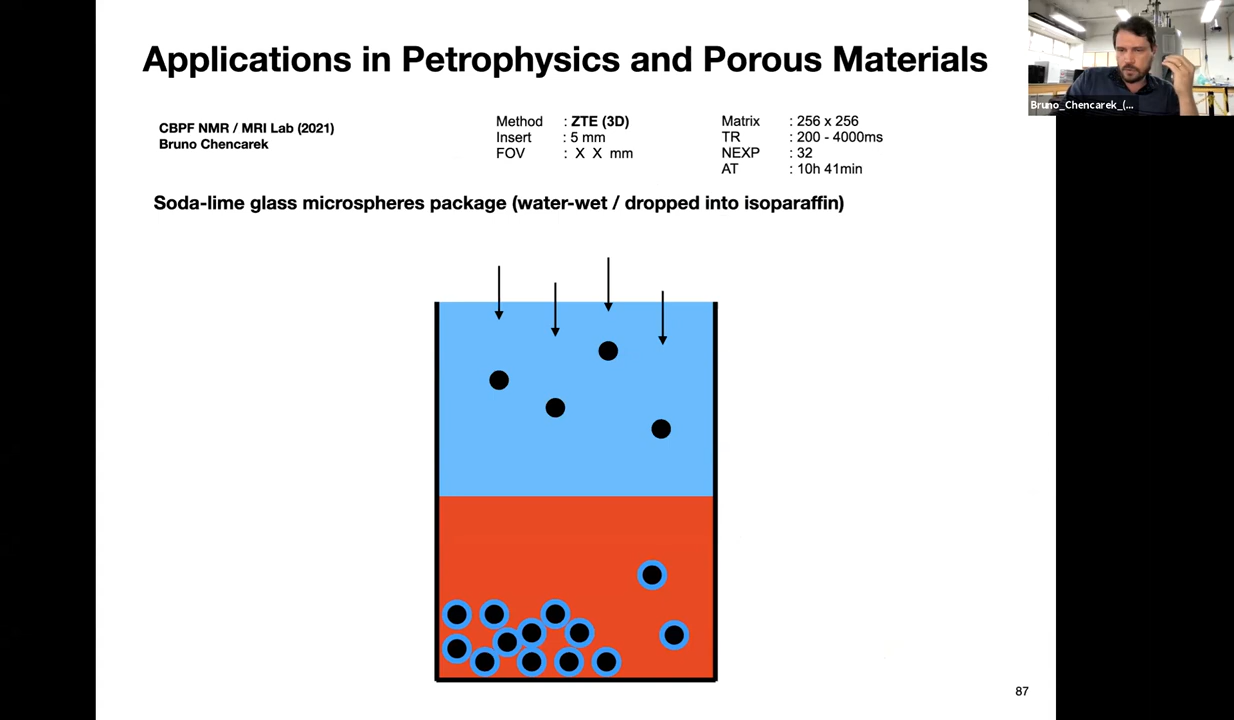 Applications in Petrophysics and Porous Materials
Bruno_Chencarek_(...
CBPF NMR / MRI Lab (2021)
Bruno Chencarek
Method : ZTE (3D)
Insert : 5 mm
FOV : X X mm
Matrix : 256 x 256
TR : 200 - 4000ms
NEXP : 32
AT : 10h 41min
Soda-lime glass microspheres package (water-wet / dropped into isoparaffin)
87